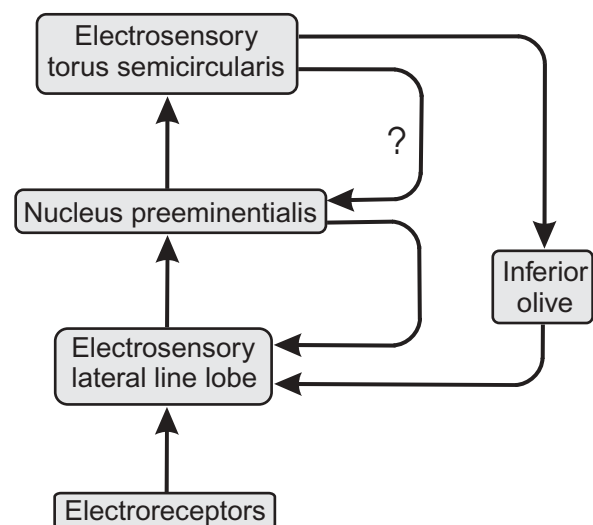 Electrosensory
torus semicircularis
?
Nucleus preeminentialis
Inferior
olive
Electrosensory
lateral line lobe
Electroreceptors